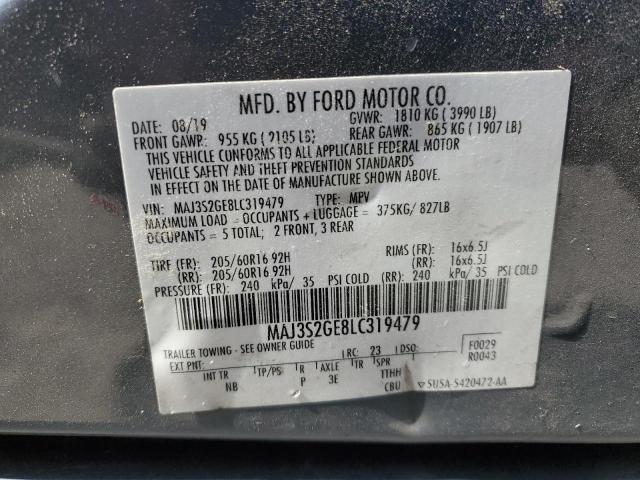 MFD. BY FORD MOTOR CO.
DATE: 08/19 GVWR: 1810 KG ( 3990 LB)
FRONT GAWR: 955 KG ( 2105 LB) REAR GAWR: 865 KG ( 1907 LB)
THIS VEHICLE CONFORMS TO ALL APPLICABLE FEDERAL MOTOR
VEHICLE SAFETY AND THEFT PREVENTION STANDARDS
IN EFFECT ON THE DATE OF MANUFACTURE SHOWN ABOVE.
VIN: MAJ3S2GE8LC319479 TYPE: MPV
MAXIMUM LOAD = OCCUPANTS + LUGGAGE = 375KG/ 827LB
OCCUPANTS = 5 TOTAL; 2 FRONT, 3 REAR
TIRE (FR): 205/60R16 92H RIMS (FR): 16x6.5J
(RR): 205/60R16 92H (RR): 16x6.5J
PRESSURE (FR): 240 kPa/ 35 PSI COLD (RR): 240 kPa/ 35 PSI COLD
MAJ3S2GE8LC319479
TRAILER TOWING - SEE OWNER GUIDE
EXT PNT: RC: 23 DSO: F0029
INT TR TP/PS R AXLE TR SPR R0043
NB P 3E TTHH
CBU SU5A-S420472-AA